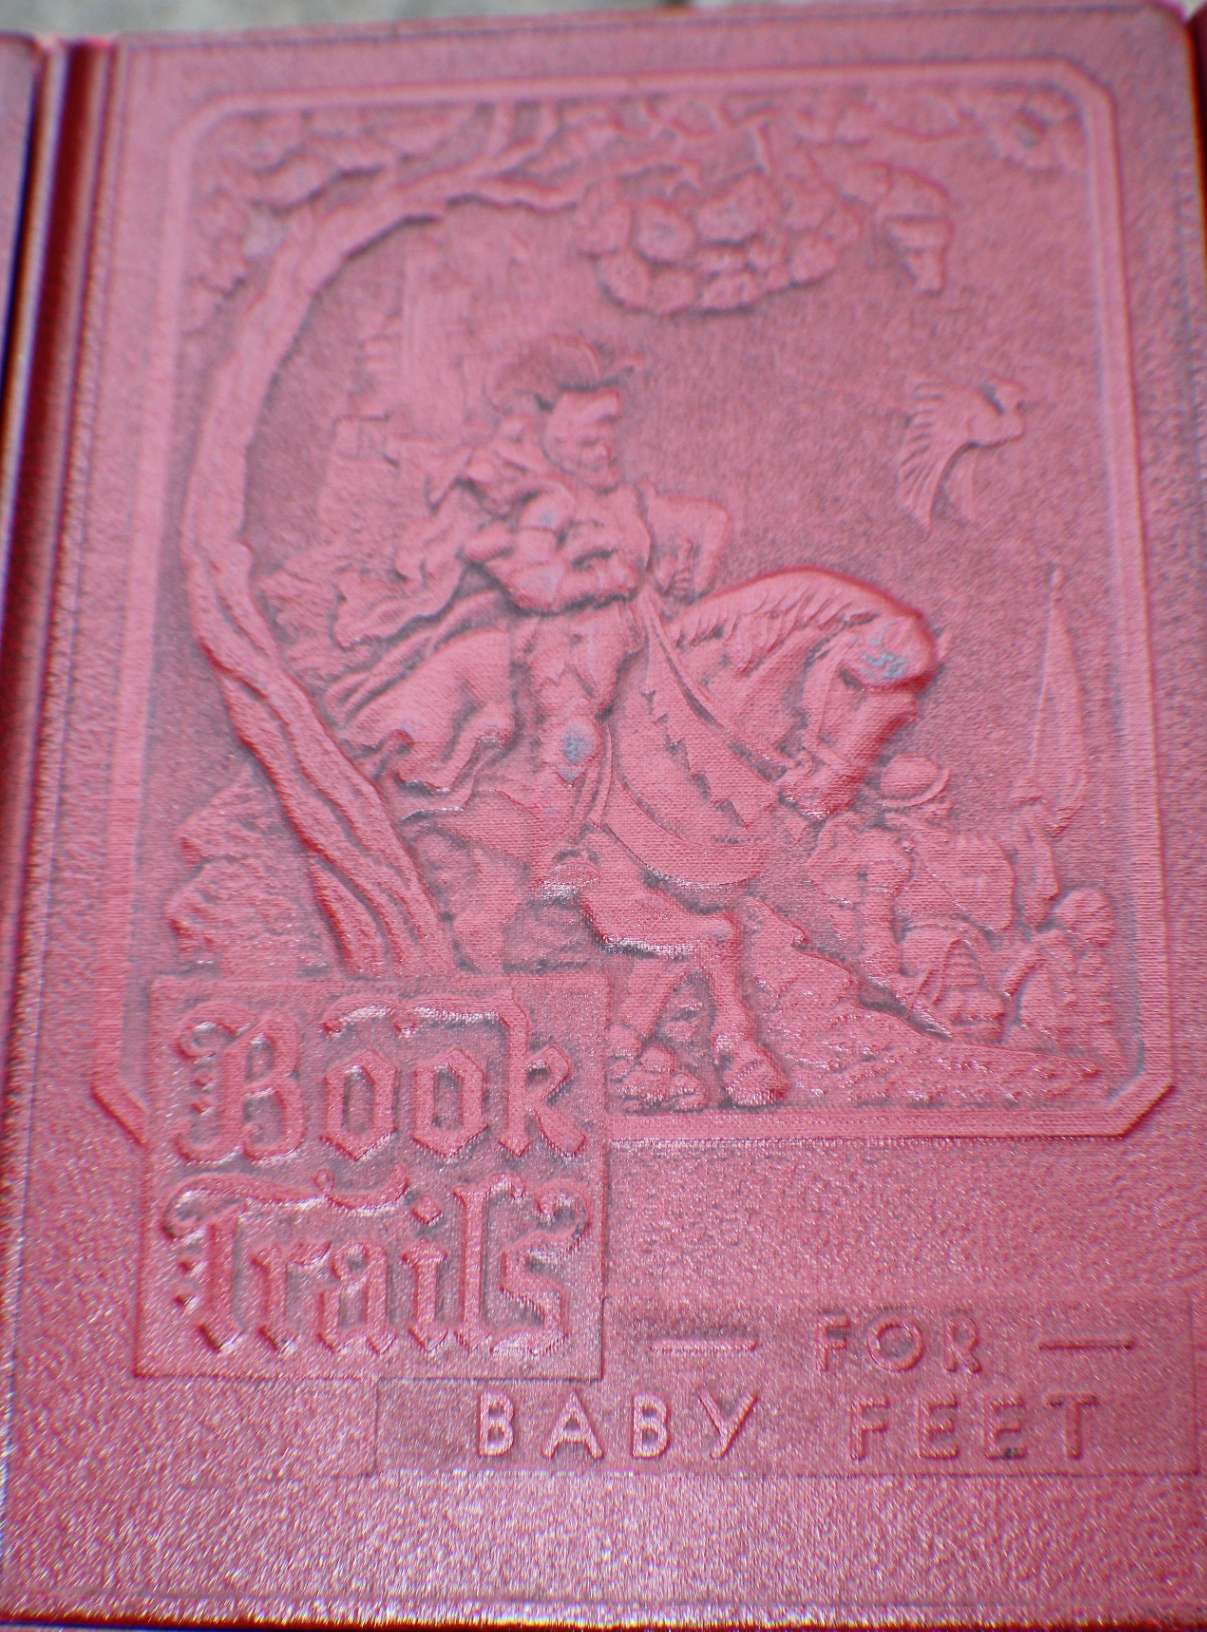 Book
Trails
— FOR —
BABY FEET